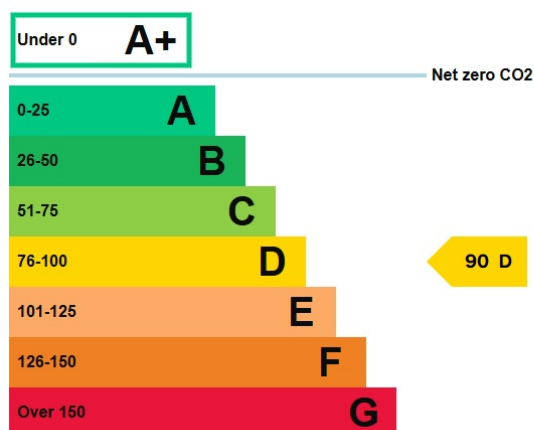 Under 0 A+
Net zero CO2
0-25 A
26-50 B
51-75 C
76-100 D
90 D
101-125 E
126-150 F
Over 150 G